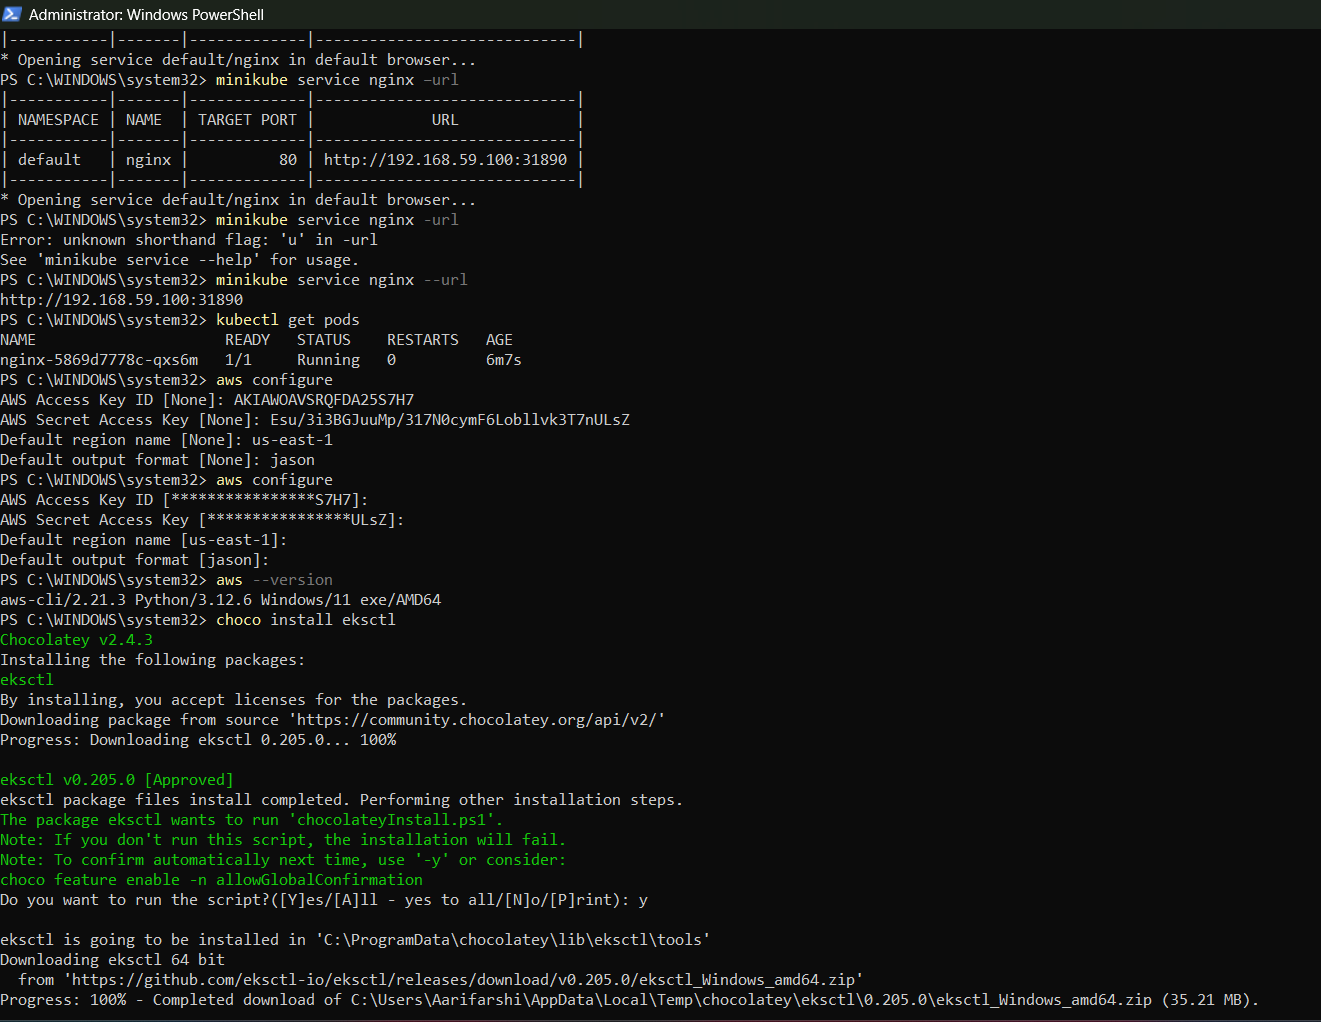 Administrator: Windows PowerShell
|-----------|-------|-------------|-----------------------------|
* Opening service default/nginx in default browser...
PS C:\WINDOWS\system32> minikube service nginx –url
|-----------|-------|-------------|-----------------------------|
| NAMESPACE | NAME  | TARGET PORT |             URL             |
|-----------|-------|-------------|-----------------------------|
| default   | nginx |          80 | http://192.168.59.100:31890 |
|-----------|-------|-------------|-----------------------------|
* Opening service default/nginx in default browser...
PS C:\WINDOWS\system32> minikube service nginx -url
Error: unknown shorthand flag: 'u' in -url
See 'minikube service --help' for usage.
PS C:\WINDOWS\system32> minikube service nginx --url
http://192.168.59.100:31890
PS C:\WINDOWS\system32> kubectl get pods
NAME                     READY   STATUS    RESTARTS   AGE
nginx-5869d7778c-qxs6m   1/1     Running   0          6m7s
PS C:\WINDOWS\system32> aws configure
AWS Access Key ID [None]: AKIAWOAVSRQFDA25S7H7
AWS Secret Access Key [None]: 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
Default region name [None]: us-east-1
Default output format [None]: jason
PS C:\WINDOWS\system32> aws configure
AWS Access Key ID [****************S7H7]:
AWS Secret Access Key [****************ULsZ]:
Default region name [us-east-1]:
Default output format [jason]:
PS C:\WINDOWS\system32> aws --version
aws-cli/2.21.3 Python/3.12.6 Windows/11 exe/AMD64
PS C:\WINDOWS\system32> choco install eksctl
Chocolatey v2.4.3
Installing the following packages:
eksctl
By installing, you accept licenses for the packages.
Downloading package from source 'https://community.chocolatey.org/api/v2/'
Progress: Downloading eksctl 0.205.0... 100%
eksctl v0.205.0 [Approved]
eksctl package files install completed. Performing other installation steps.
The package eksctl wants to run 'chocolateyInstall.ps1'.
Note: If you don't run this script, the installation will fail.
Note: To confirm automatically next time, use '-y' or consider:
choco feature enable -n allowGlobalConfirmation
Do you want to run the script?([Y]es/[A]ll - yes to all/[N]o/[P]rint): y
eksctl is going to be installed in 'C:\ProgramData\chocolatey\lib\eksctl\tools'
Downloading eksctl 64 bit
  from 'https://github.com/eksctl-io/eksctl/releases/download/v0.205.0/eksctl_Windows_amd64.zip'
Progress: 100% - Completed download of C:\Users\Aarifarshi\AppData\Local\Temp\chocolatey\eksctl\0.205.0\eksctl_Windows_amd64.zip (35.21 MB).